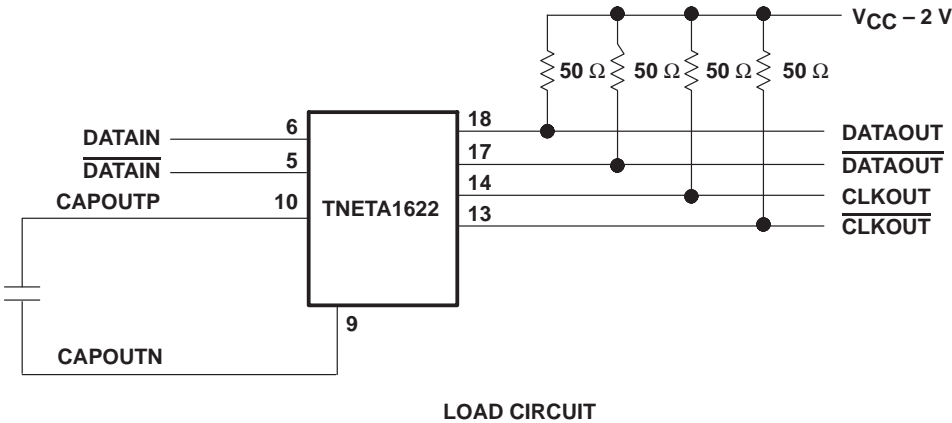 V_CC – 2 V
50 Ω 50 Ω 50 Ω 50 Ω
DATAIN 6
DATAIN 5
CAPOUTP 10
TNETA1622
18 DATAOUT
17 DATAOUT
14 CLKOUT
13 CLKOUT
9
CAPOUTN
LOAD CIRCUIT